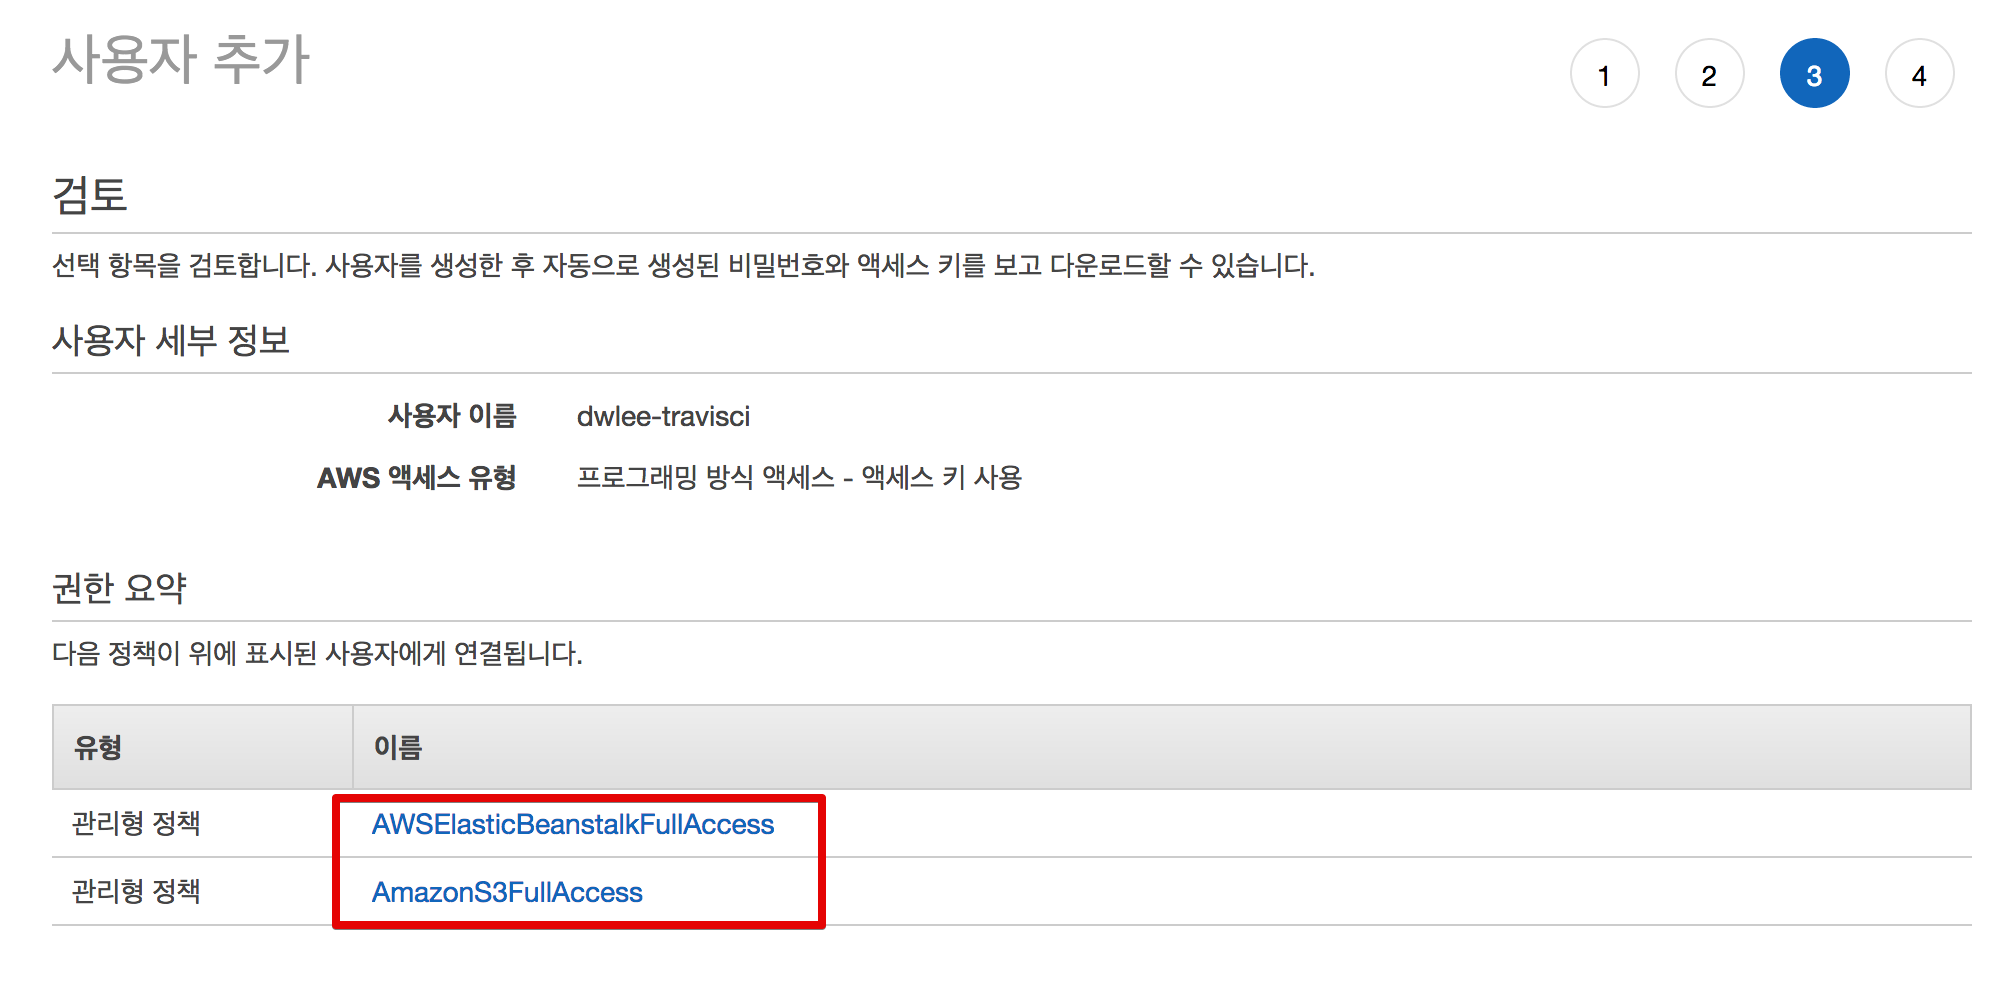 사용자 추가
1 2 3 4
검토
선택 항목을 검토합니다. 사용자를 생성한 후 자동으로 생성된 비밀번호와 액세스 키를 보고 다운로드할 수 있습니다.
사용자 세부 정보
사용자 이름 dwlee-travisci
AWS 액세스 유형 프로그래밍 방식 액세스 - 액세스 키 사용
권한 요약
다음 정책이 위에 표시된 사용자에게 연결됩니다.
유형 이름
관리형 정책 AWSElasticBeanstalkFullAccess
관리형 정책 AmazonS3FullAccess